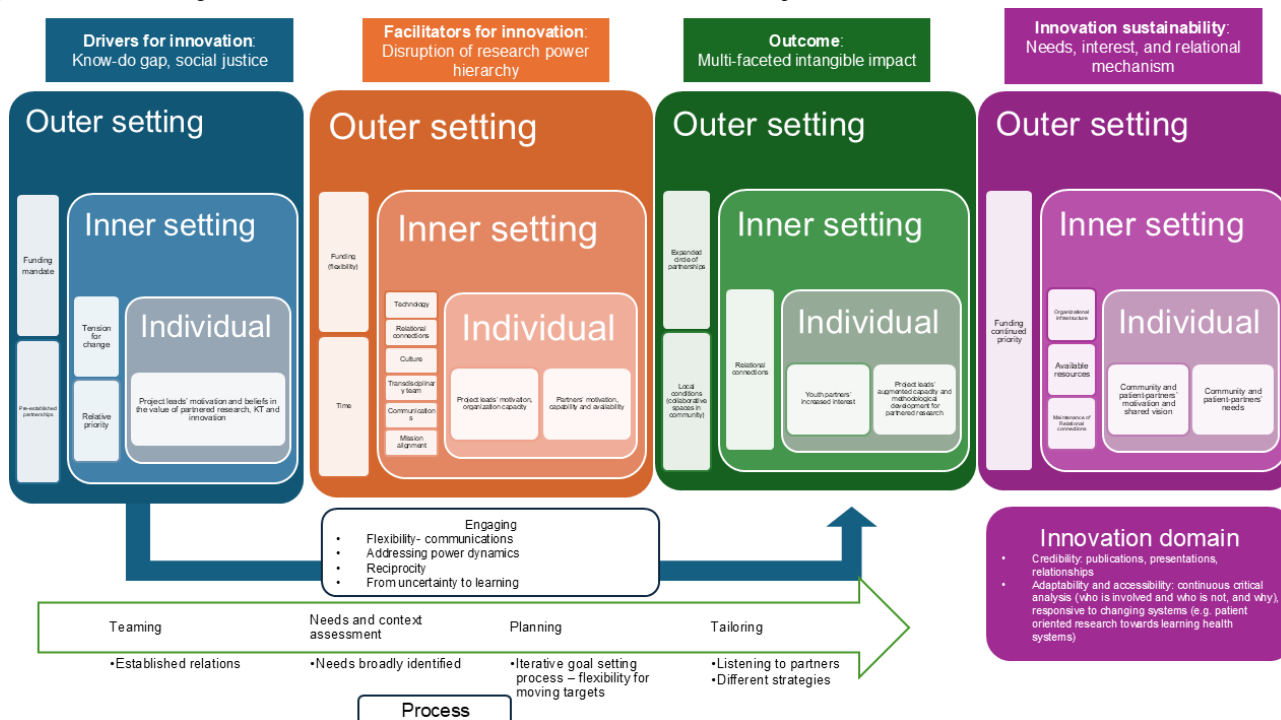 Drivers for innovation:
Know-do gap, social justice
Facilitators for innovation:
Disruption of research power
hierarchy
Outcome:
Multi-faceted intangible impact
Innovation sustainability:
Needs, interest, and relational
mechanism
Outer setting
Funding
mandate
Pre-established
partnerships
Inner setting
Tension
for
change
Relative
priority
Individual
Project leads' motivation and beliefs in
the value of partnered research, KT and
innovation
Outer setting
Funding
(flexibility)
Time
Inner setting
Technology
Relational
connections
Culture
Transdisciplinar
y team
Communication
s
Mission
alignment
Individual
Project leads' motivation,
organization capacity
Partners' motivation,
capability and availability
Outer setting
Expanded
circle of
partnerships
Local
conditions
(collaborative
spaces in
community)
Inner setting
Relational
connections
Individual
Youth partners'
increased interest
Project leads'
augmented capacity and
methodological
development for
partnered research
Outer setting
Funding
continued
priority
Inner setting
Organizational
infrastructure
Available
resources
Maintenance of
Relational
connections
Individual
Community and
patient-partners'
motivation and
shared vision
Community and
patient-partners'
needs
Engaging
• Flexibility- communications
• Addressing power dynamics
• Reciprocity
• From uncertainty to learning
Innovation domain
• Credibility: publications, presentations,
relationships
• Adaptability and accessibility: continuous critical
analysis (who is involved and who is not, and why),
responsive to changing systems (e.g. patient
oriented research towards learning health
systems)
Teaming
•Established relations
Needs and context
assessment
•Needs broadly identified
Planning
•Iterative goal setting
process – flexibility for
moving targets
Tailoring
•Listening to partners
•Different strategies
Process